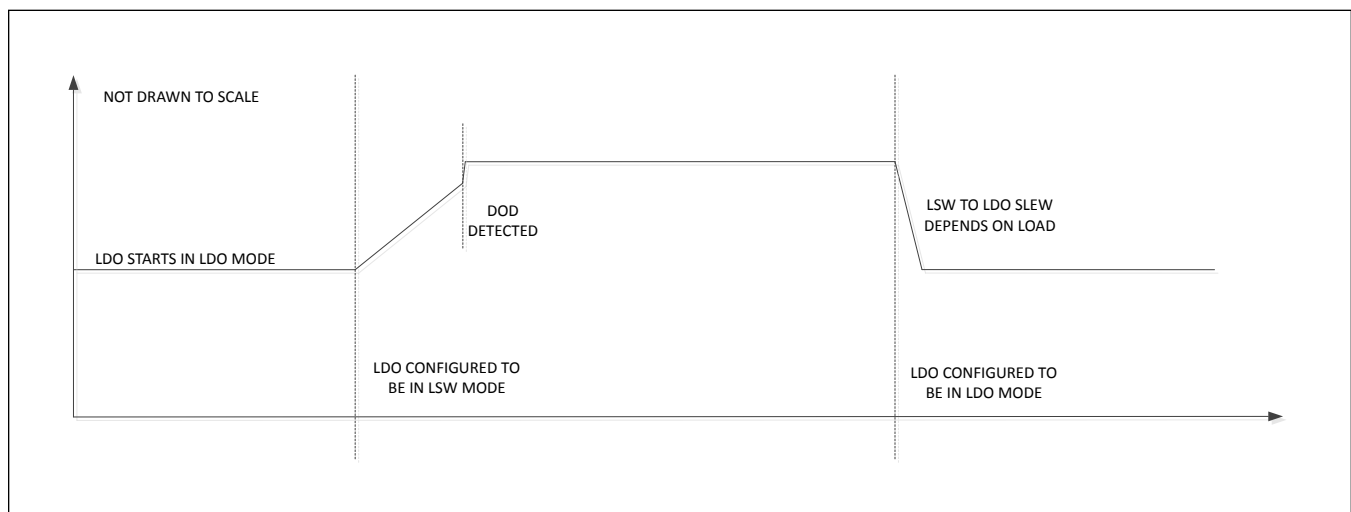 NOT DRAWN TO SCALE
DOD
DETECTED
LSW TO LDO SLEW
DEPENDS ON LOAD
LDO STARTS IN LDO MODE
LDO CONFIGURED TO
BE IN LSW MODE
LDO CONFIGURED TO
BE IN LDO MODE